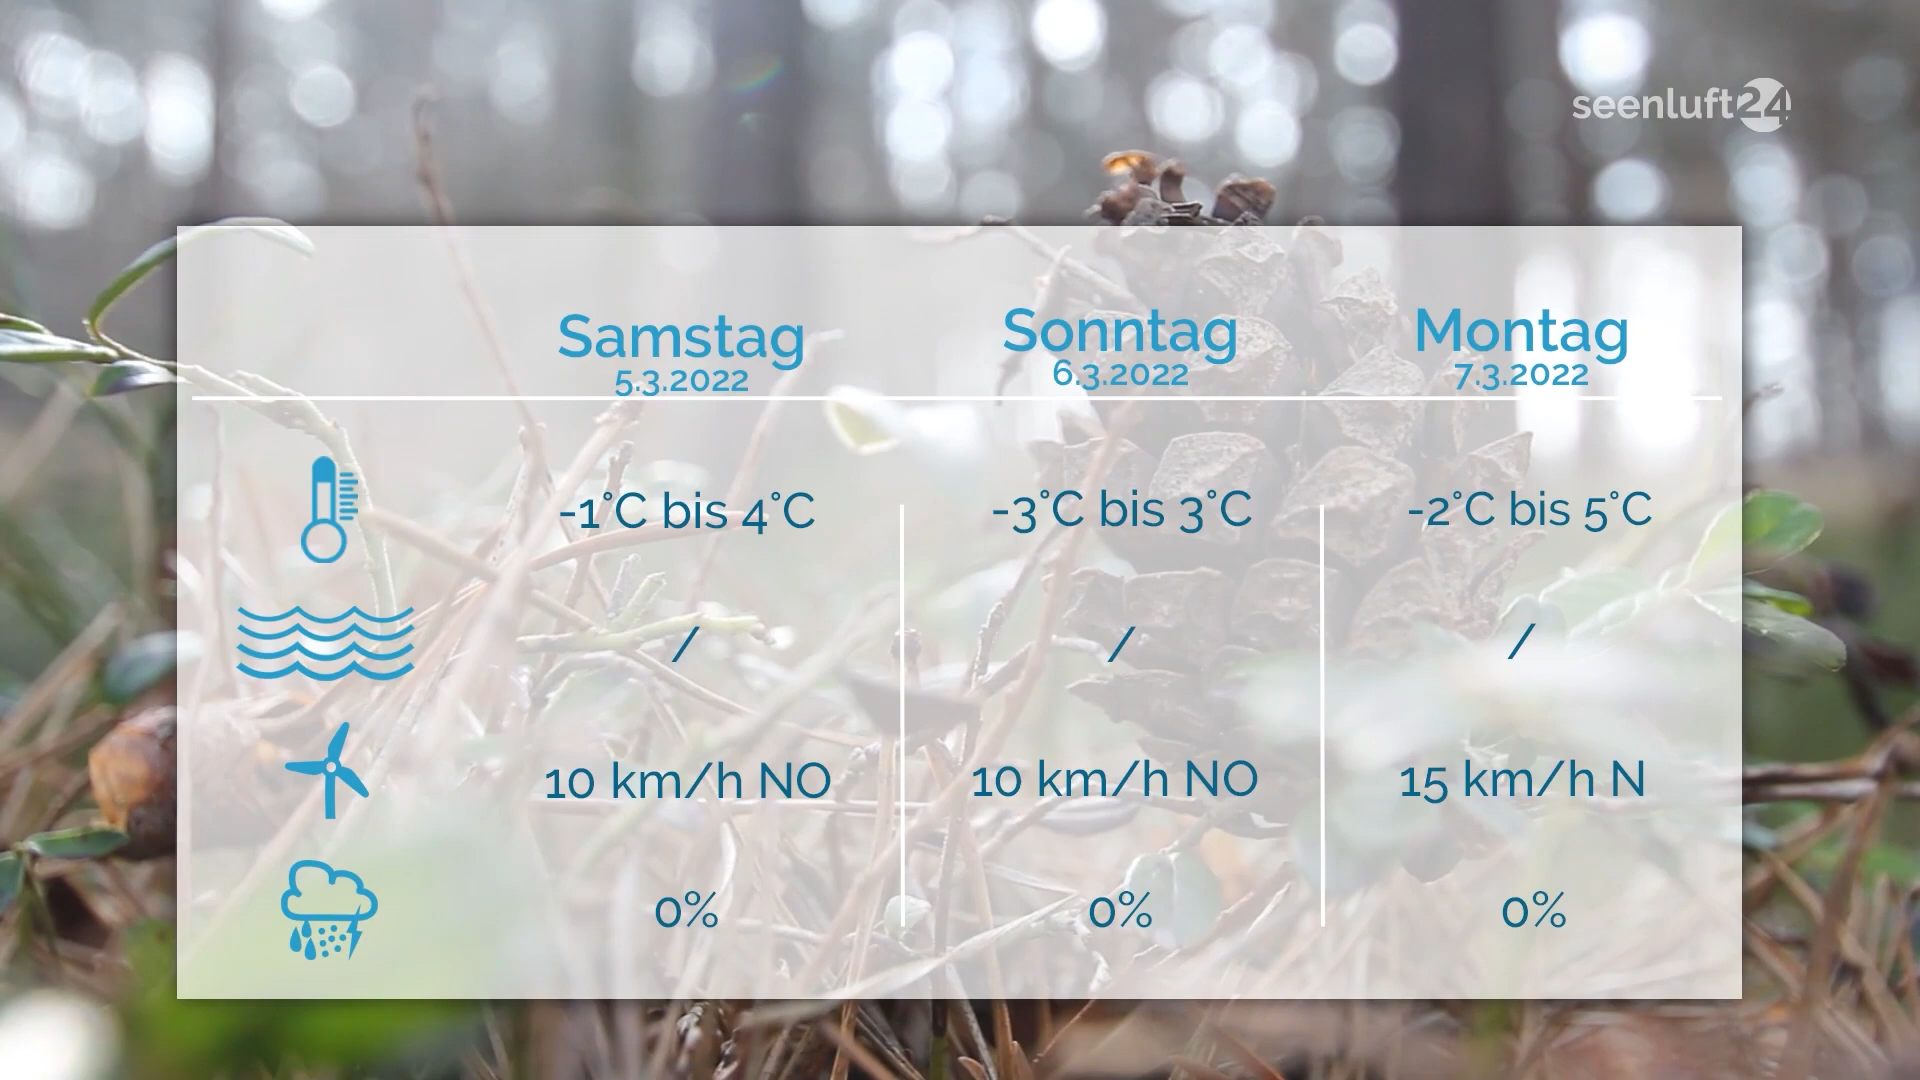 seenluft24
Samstag Sonntag Montag
5.3.2022 6.3.2022 7.3.2022
-1°C bis 4°C -3°C bis 3°C -2°C bis 5°C
/ / /
10 km/h NO 10 km/h NO 15 km/h N
0% 0% 0%